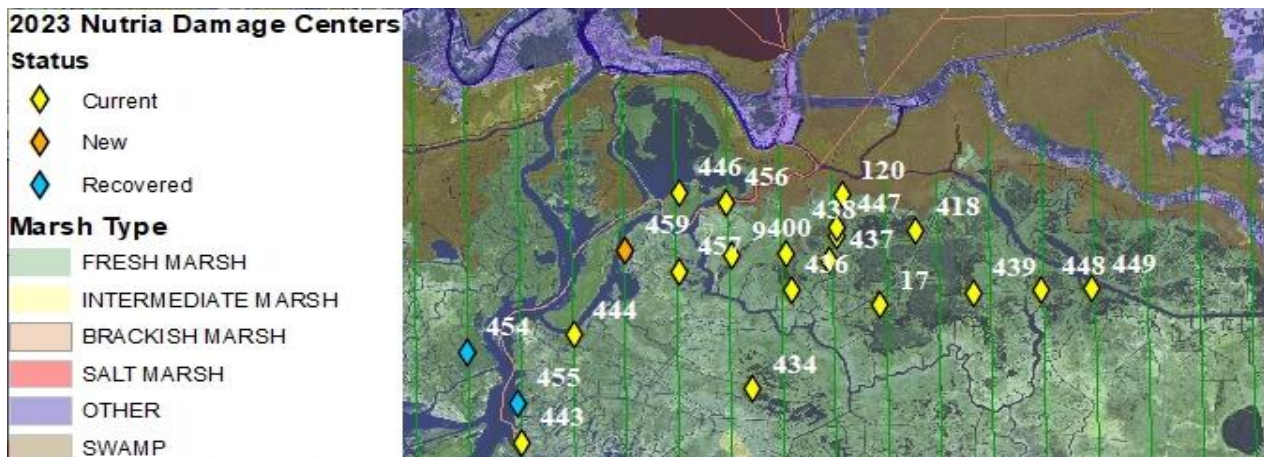 2023 Nutria Damage Centers
Status
Current
New
Recovered
Marsh Type
FRESH MARSH
INTERMEDIATE MARSH
BRACKISH MARSH
SALT MARSH
OTHER
SWAMP
446
456
120
459
438
447
418
457
9400
437
436
17
439
448
449
454
444
434
455
443